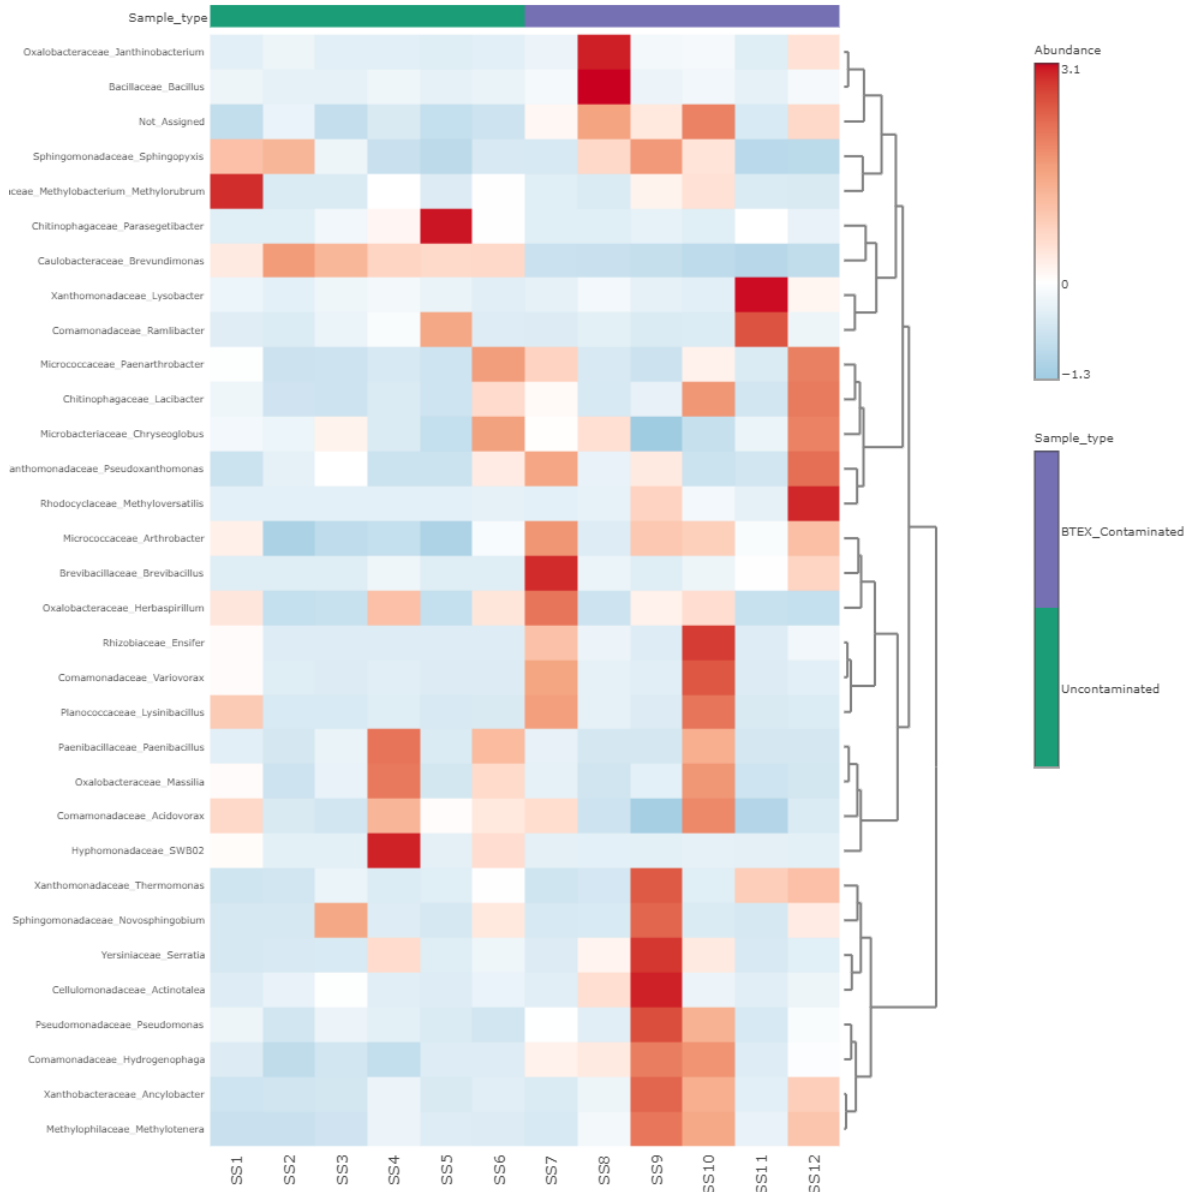 Sample_type
Oxalobacteraceae_Janthinobacterium
Bacillaceae_Bacillus
Not_Assigned
Sphingomonadaceae_Sphingopyxis
ceae_Methylobacterium_Methylorubrum
Chitinophagaceae_Parasegetibacter
Caulobacteraceae_Brevundimonas
Xanthomonadaceae_Lysobacter
Comamonadaceae_Ramlibacter
Micrococcaceae_Paenarthrobacter
Chitinophagaceae_Lacibacter
Microbacteriaceae_Chryseoglobus
anthomonadaceae_Pseudoxanthomonas
Rhodocyclaceae_Methyloversatilis
Micrococcaceae_Arthrobacter
Brevibacillaceae_Brevibacillus
Oxalobacteraceae_Herbaspirillum
Rhizobiaceae_Ensifer
Comamonadaceae_Variovorax
Planococcaceae_Lysinibacillus
Paenibacillaceae_Paenibacillus
Oxalobacteraceae_Massilia
Comamonadaceae_Acidovorax
Hyphomonadaceae_SWB02
Xanthomonadaceae_Thermomonas
Sphingomonadaceae_Novosphingobium
Yersiniaceae_Serratia
Cellulomonadaceae_Actinotalea
Pseudomonadaceae_Pseudomonas
Comamonadaceae_Hydrogenophaga
Xanthobacteraceae_Ancylobacter
Methylophilaceae_Methylotenera
SS1 SS2 SS3 SS4 SS5 SS6 SS7 SS8 SS9 SS10 SS11 SS12
Abundance
3.1
0
−1.3
Sample_type
BTEX_Contaminated
Uncontaminated